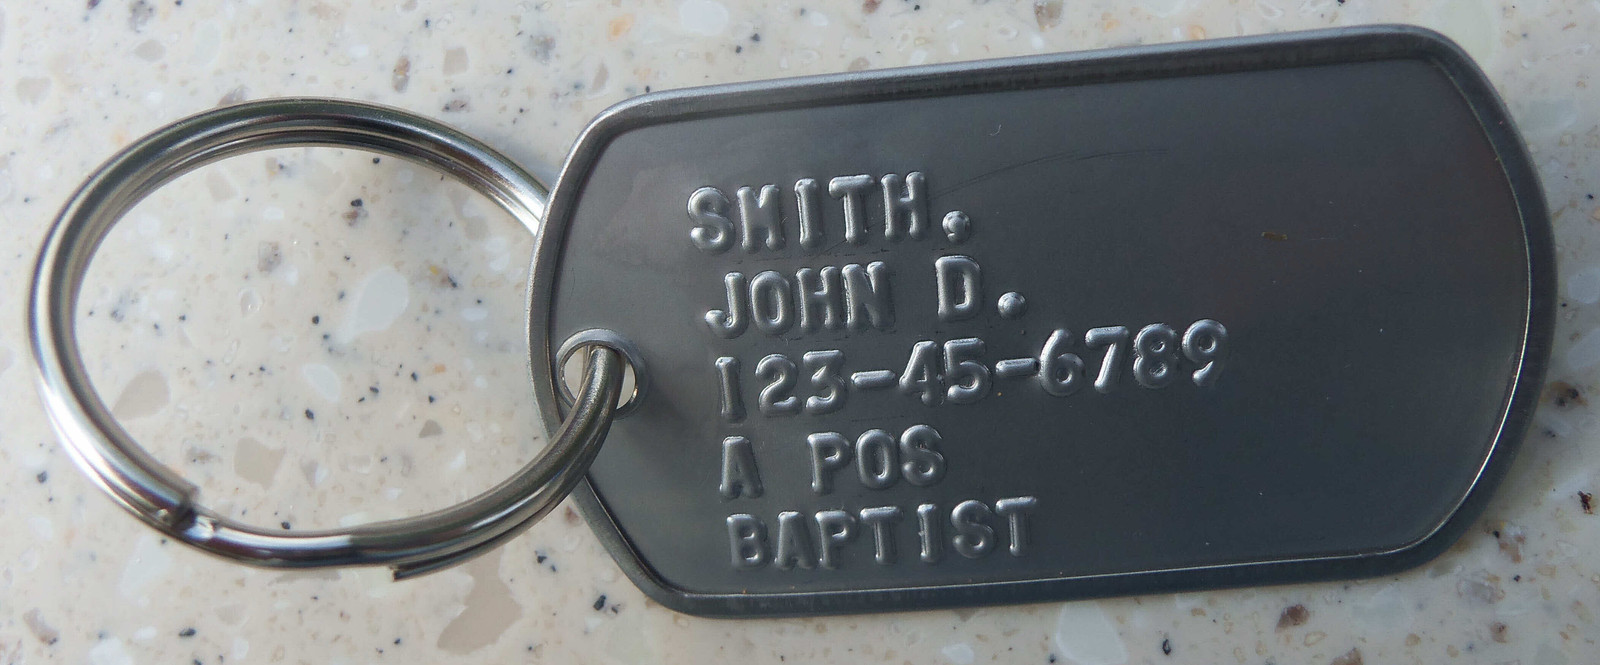 SMITH,
JOHN D.
123-45-6789
A POS
BAPTIST